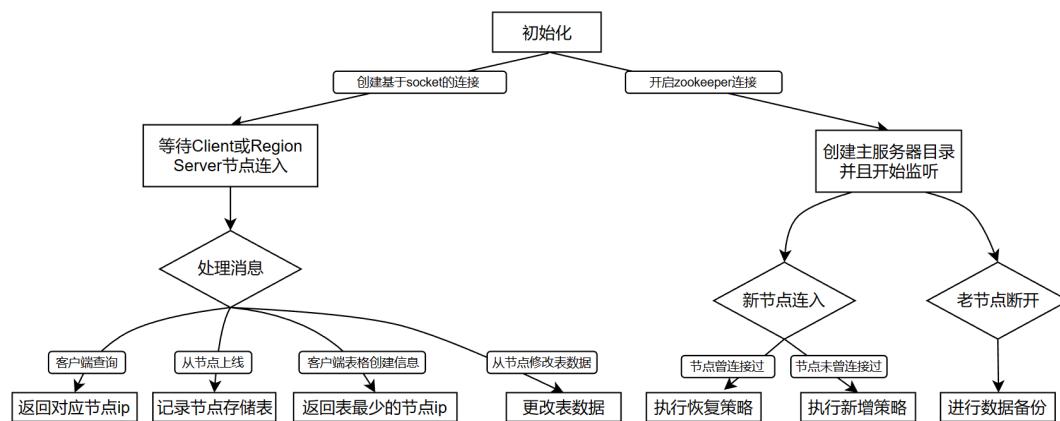 初始化
创建基于socket的连接
开启zookeeper连接
等待Client或Region
Server节点连入
创建主服务器目录
并且开始监听
处理消息
新节点连入
老节点断开
客户端查询
从节点上线
客户端表格创建信息
从节点修改表数据
节点曾连接过
节点未曾连接过
返回对应节点ip
记录节点存储表
返回表最少的节点ip
更改表数据
执行恢复策略
执行新增策略
进行数据备份